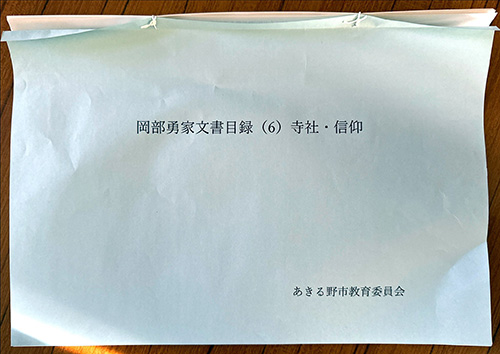 岡部勇家文書目録（6）寺社・信仰
あきる野市教育委員会